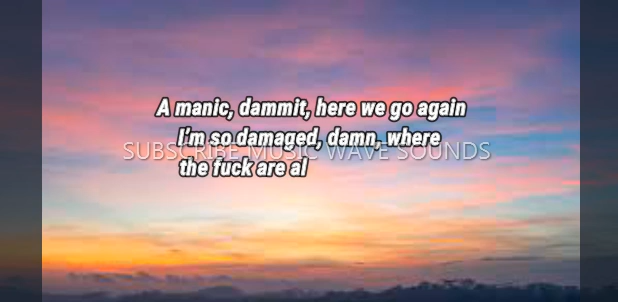 A manic, dammit, here we go again
I'm so damaged, damn, where
SUBSCRIBE MUSIC WAVE SOUNDS
the fuck are al